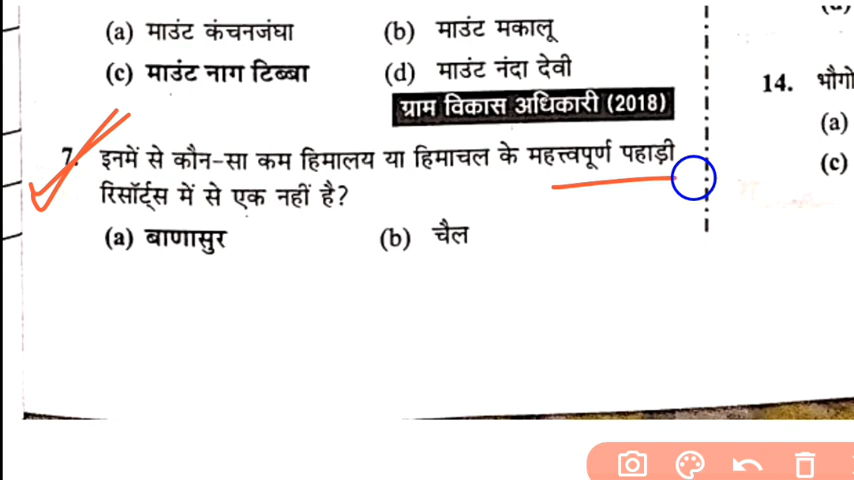 (a) माउंट कंचनजंघा (b) माउंट मकालू
(c) माउंट नाग टिब्बा (d) माउंट नंदा देवी
ग्राम विकास अधिकारी (2018)
7. इनमें से कौन-सा कम हिमालय या हिमाचल के महत्त्वपूर्ण पहाड़ी
रिसॉर्ट्स में से एक नहीं है?
(a) बाणासुर (b) चैल
14.
(a)
(c)